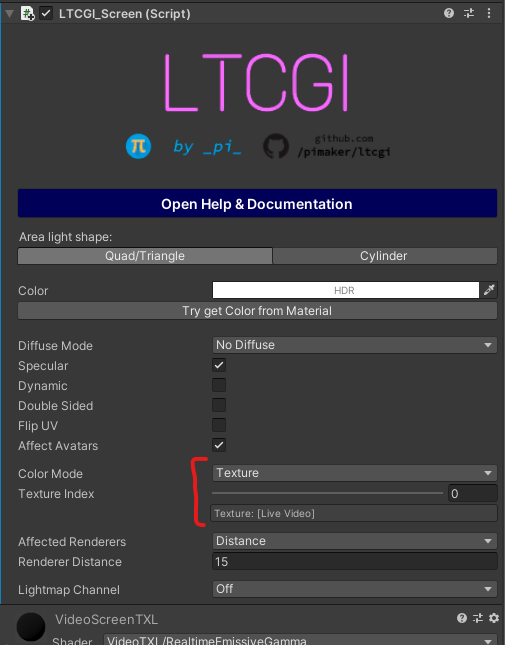 LTCGI_Screen (Script)
LTCGI
π by _pi_ github.com
/pimaker/ltcgi
Open Help & Documentation
Area light shape:
Quad/Triangle Cylinder
Color HDR
Try get Color from Material
Diffuse Mode No Diffuse
Specular
Dynamic
Double Sided
Flip UV
Affect Avatars
Color Mode Texture
Texture Index 0
Texture: [Live Video]
Affected Renderers Distance
Renderer Distance 15
Lightmap Channel Off
VideoScreenTXL
Shader VideoTXL/RealtimeEmissiveGamma